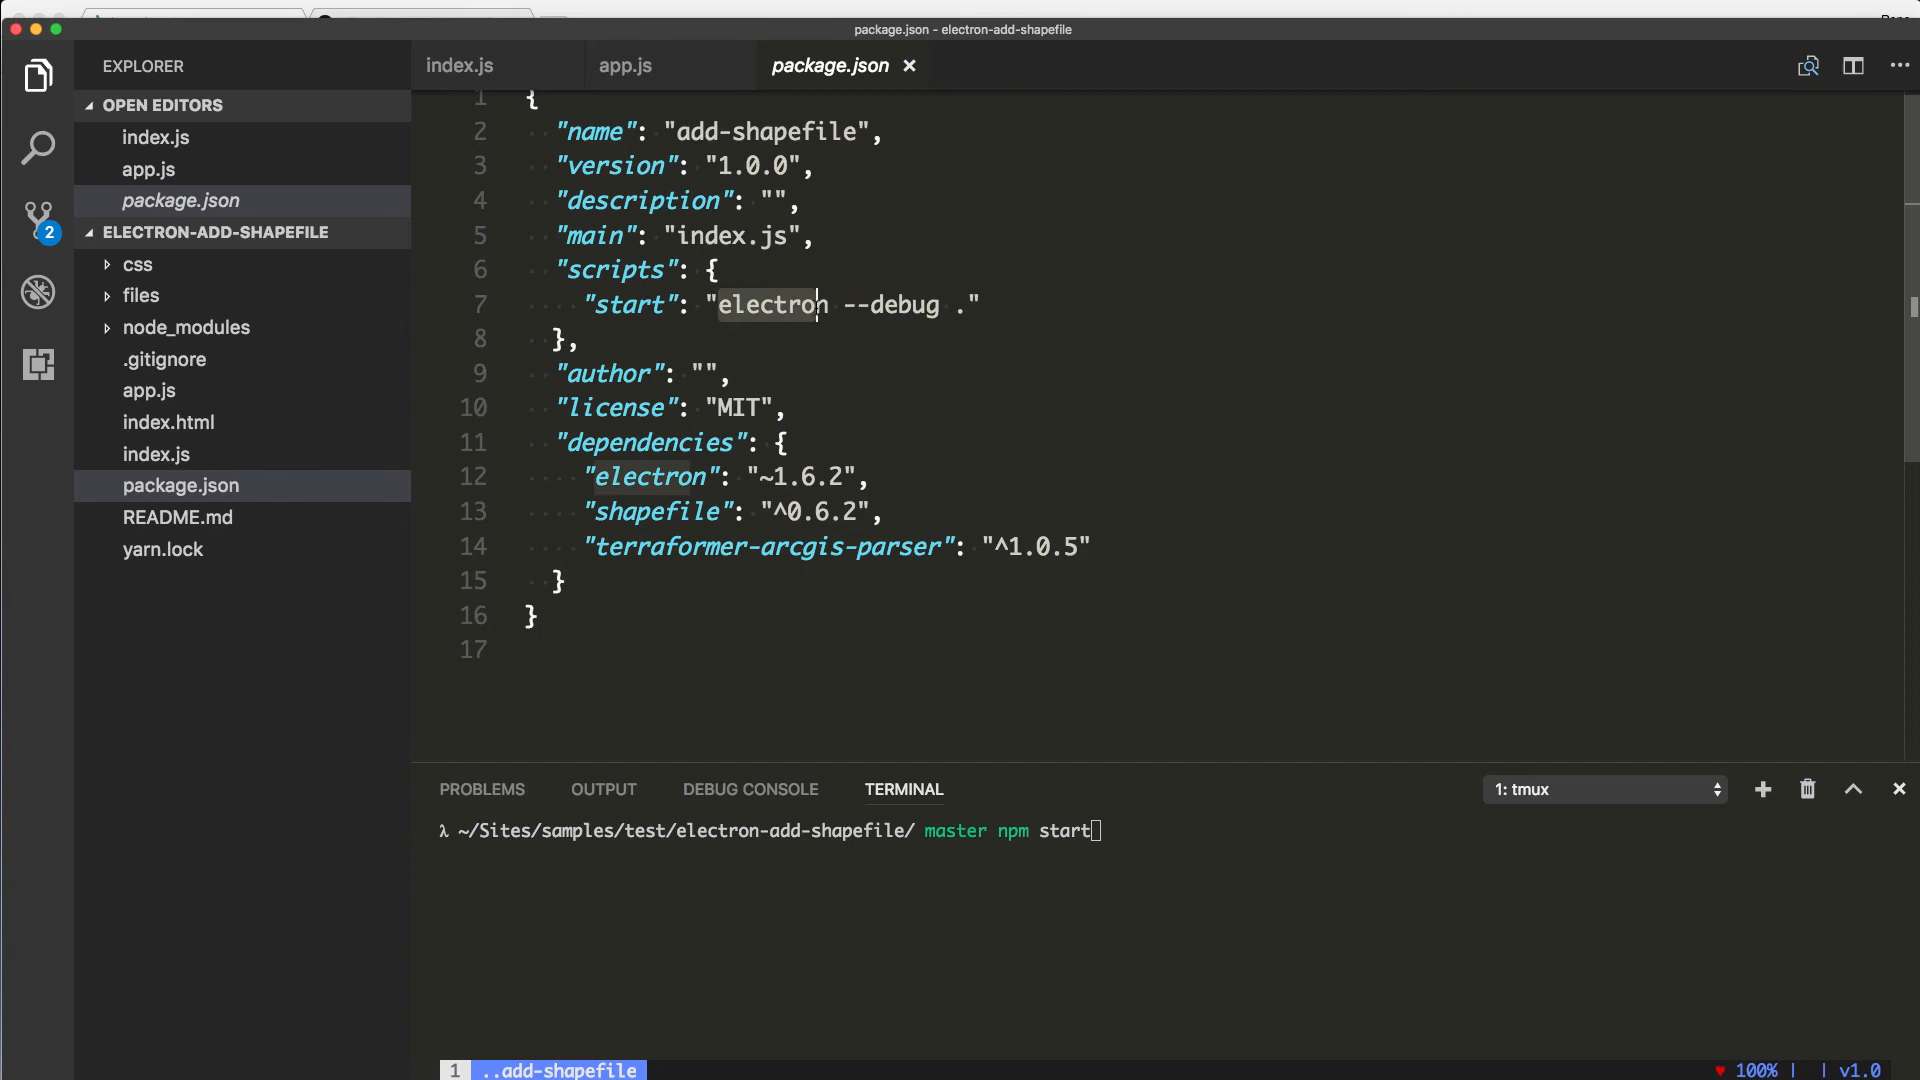 package.json - electron-add-shapefile
EXPLORER
index.js
app.js
package.json
OPEN EDITORS
index.js
app.js
package.json
2
ELECTRON-ADD-SHAPEFILE
css
files
node_modules
.gitignore
app.js
index.html
index.js
package.json
README.md
yarn.lock
1 {
2 "name": "add-shapefile",
3 "version": "1.0.0",
4 "description": "",
5 "main": "index.js",
6 "scripts": {
7 "start": "electron --debug ."
8 },
9 "author": "",
10 "license": "MIT",
11 "dependencies": {
12 "electron": "~1.6.2",
13 "shapefile": "^0.6.2",
14 "terraformer-arcgis-parser": "^1.0.5"
15 }
16 }
17
PROBLEMS OUTPUT DEBUG CONSOLE TERMINAL 1: tmux
λ ~/Sites/samples/test/electron-add-shapefile/ master npm start
1 ..add-shapefile ♥ 100% | | v1.0